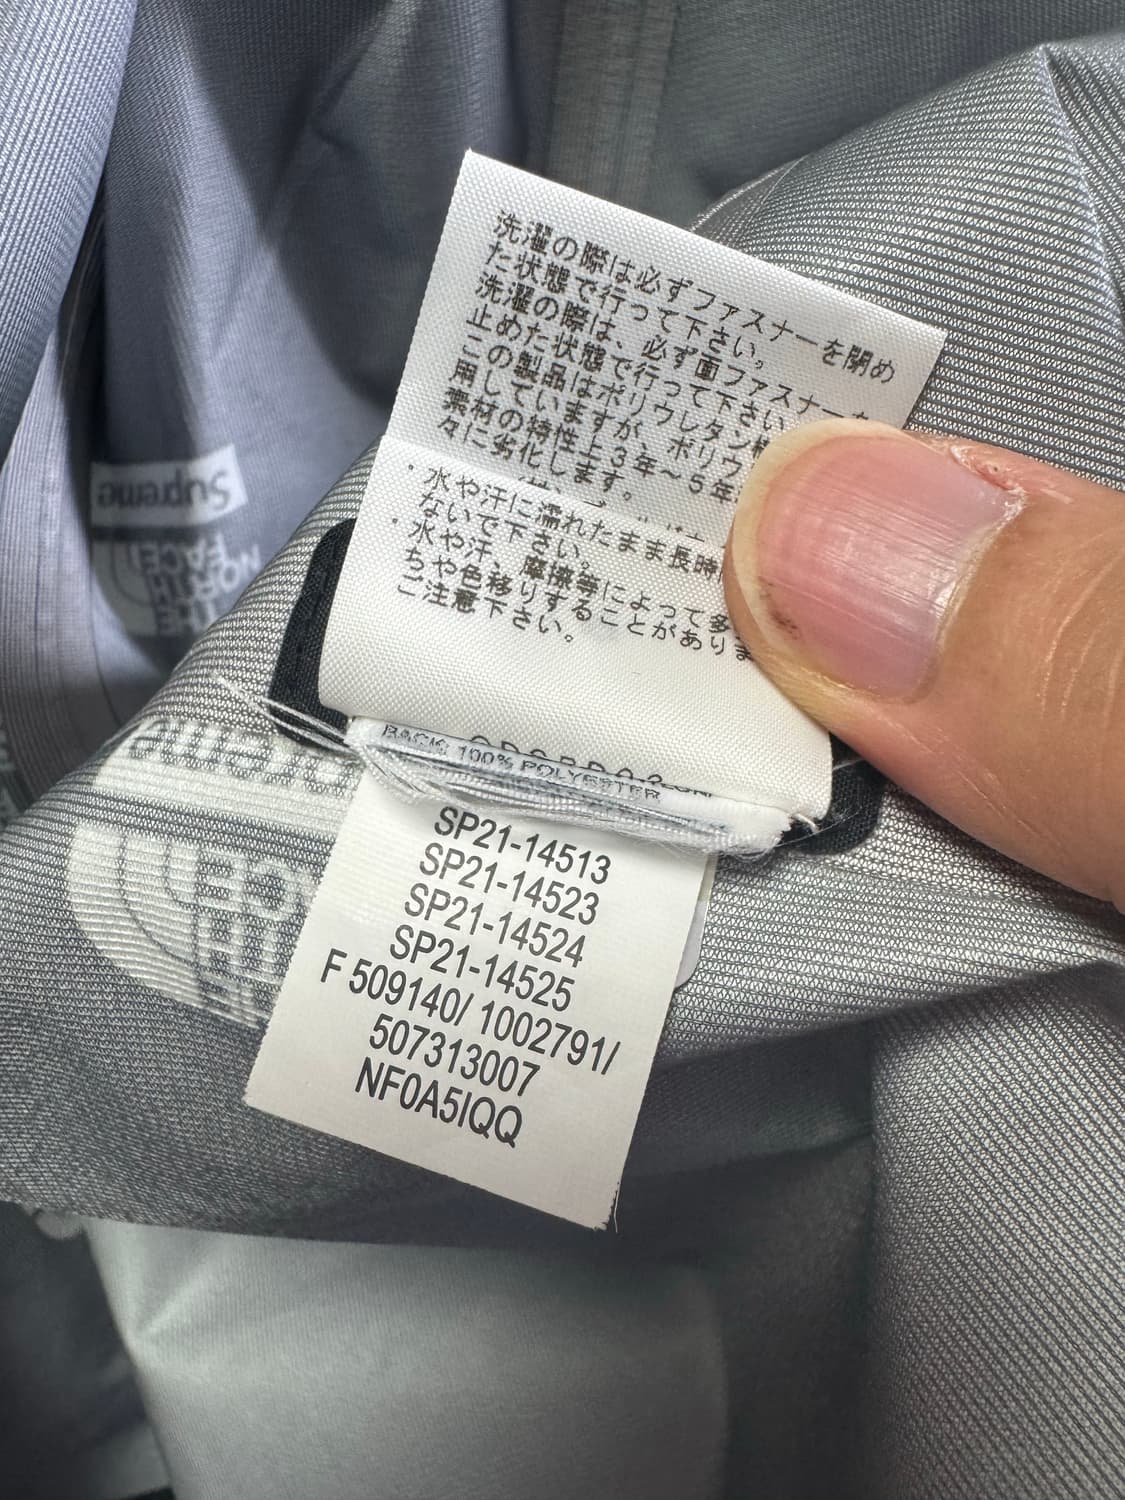 洗濯の際は必ずファスナーを閉め
た状態で行って下さい。
洗濯の際は、必ず面ファスナーを
止めた状態で行って下さい
この製品はポリウレタン
用していますが、ポリウ
素材の特性上3年〜5年
々に劣化します。
・水や汗に濡れたまま長時
ないで下さい。
・水や汗、摩擦等によって多
ちや色移りすることがありま
ご注意下さい。
BACK 100% POLYESTER
SP21-14513
SP21-14523
SP21-14524
SP21-14525
F 509140/ 1002791/
507313007
NF0A5IQQ
Supreme
THE
NORTH
FACE